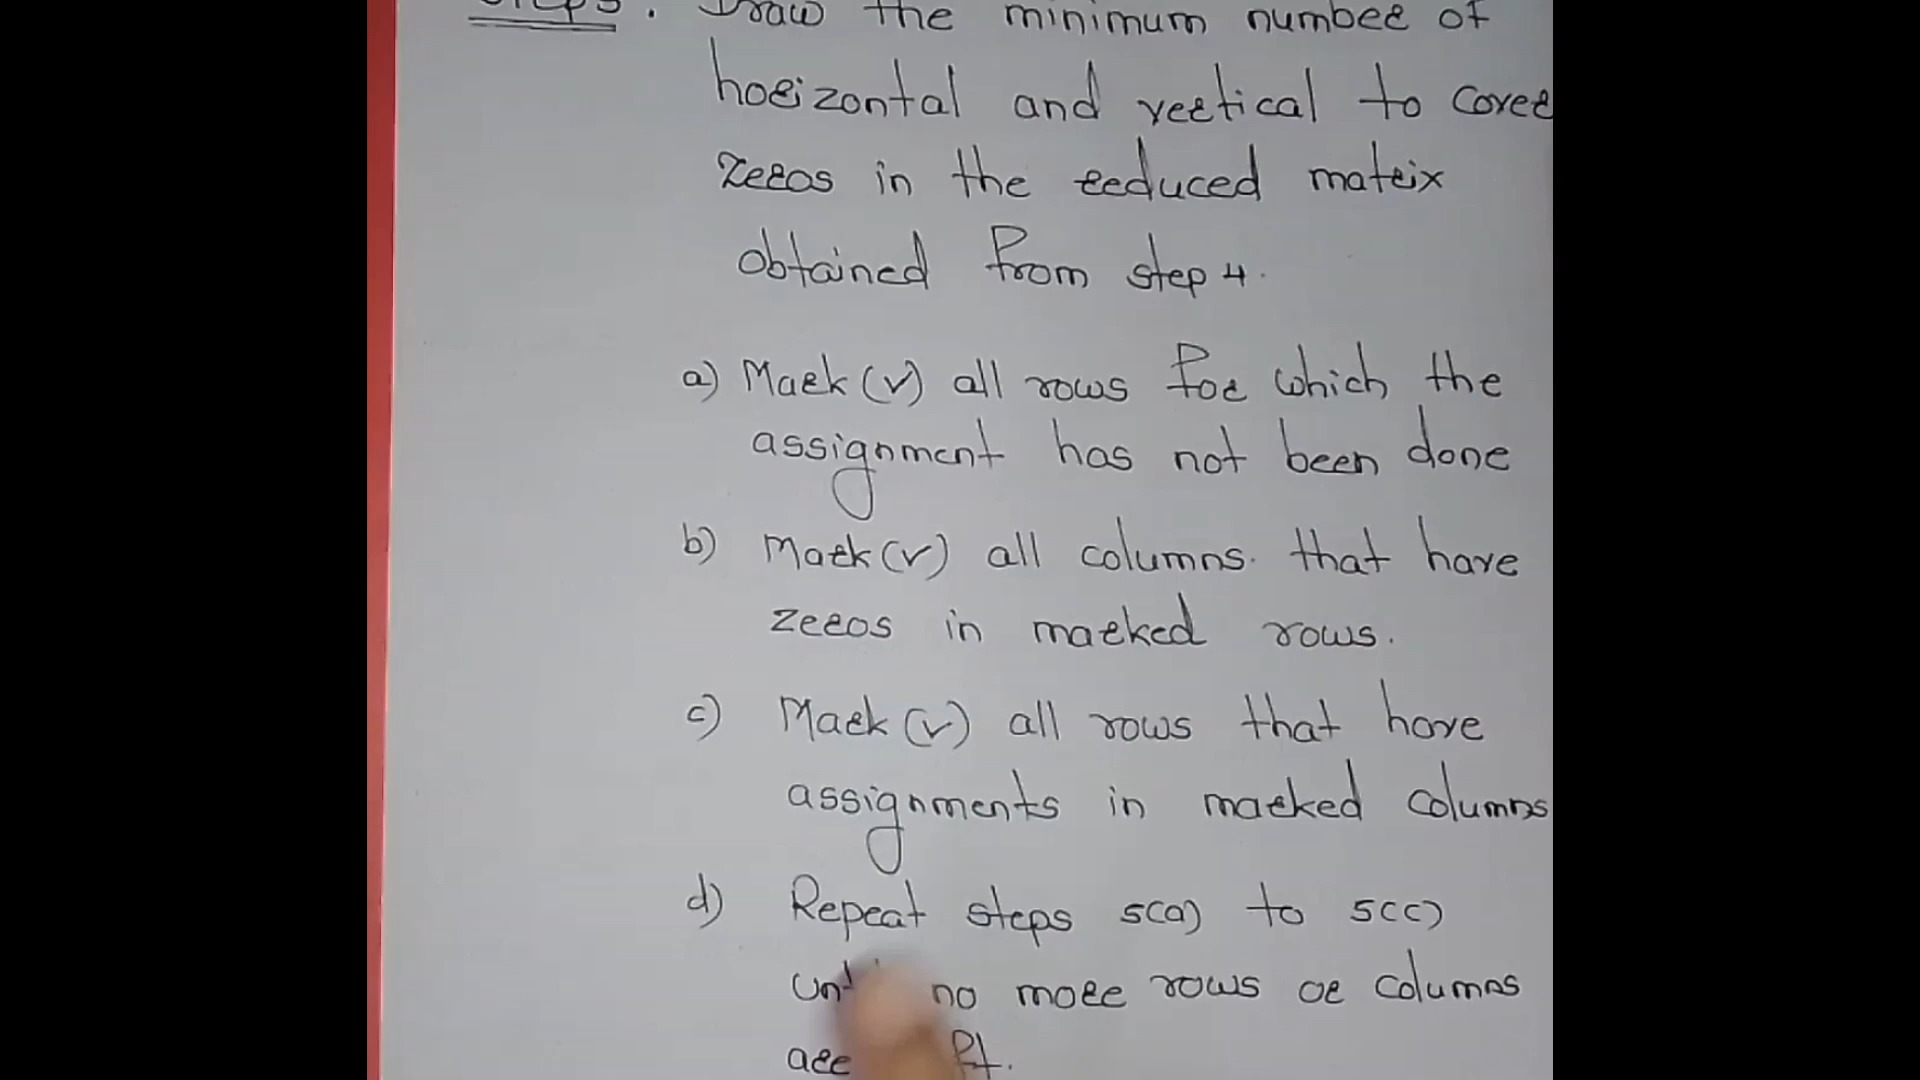 Step 5. Draw the minimum number of
horizontal and vertical to cover
zeros in the reduced matrix
obtained from step 4.
a) Mark (✓) all rows for which the
assignment has not been done
b) Mark (✓) all columns. that have
zeros in marked rows.
c) Mark (✓) all rows that have
assignments in marked columns
d) Repeat steps 5(a) to 5(c)
no more rows or columns
are